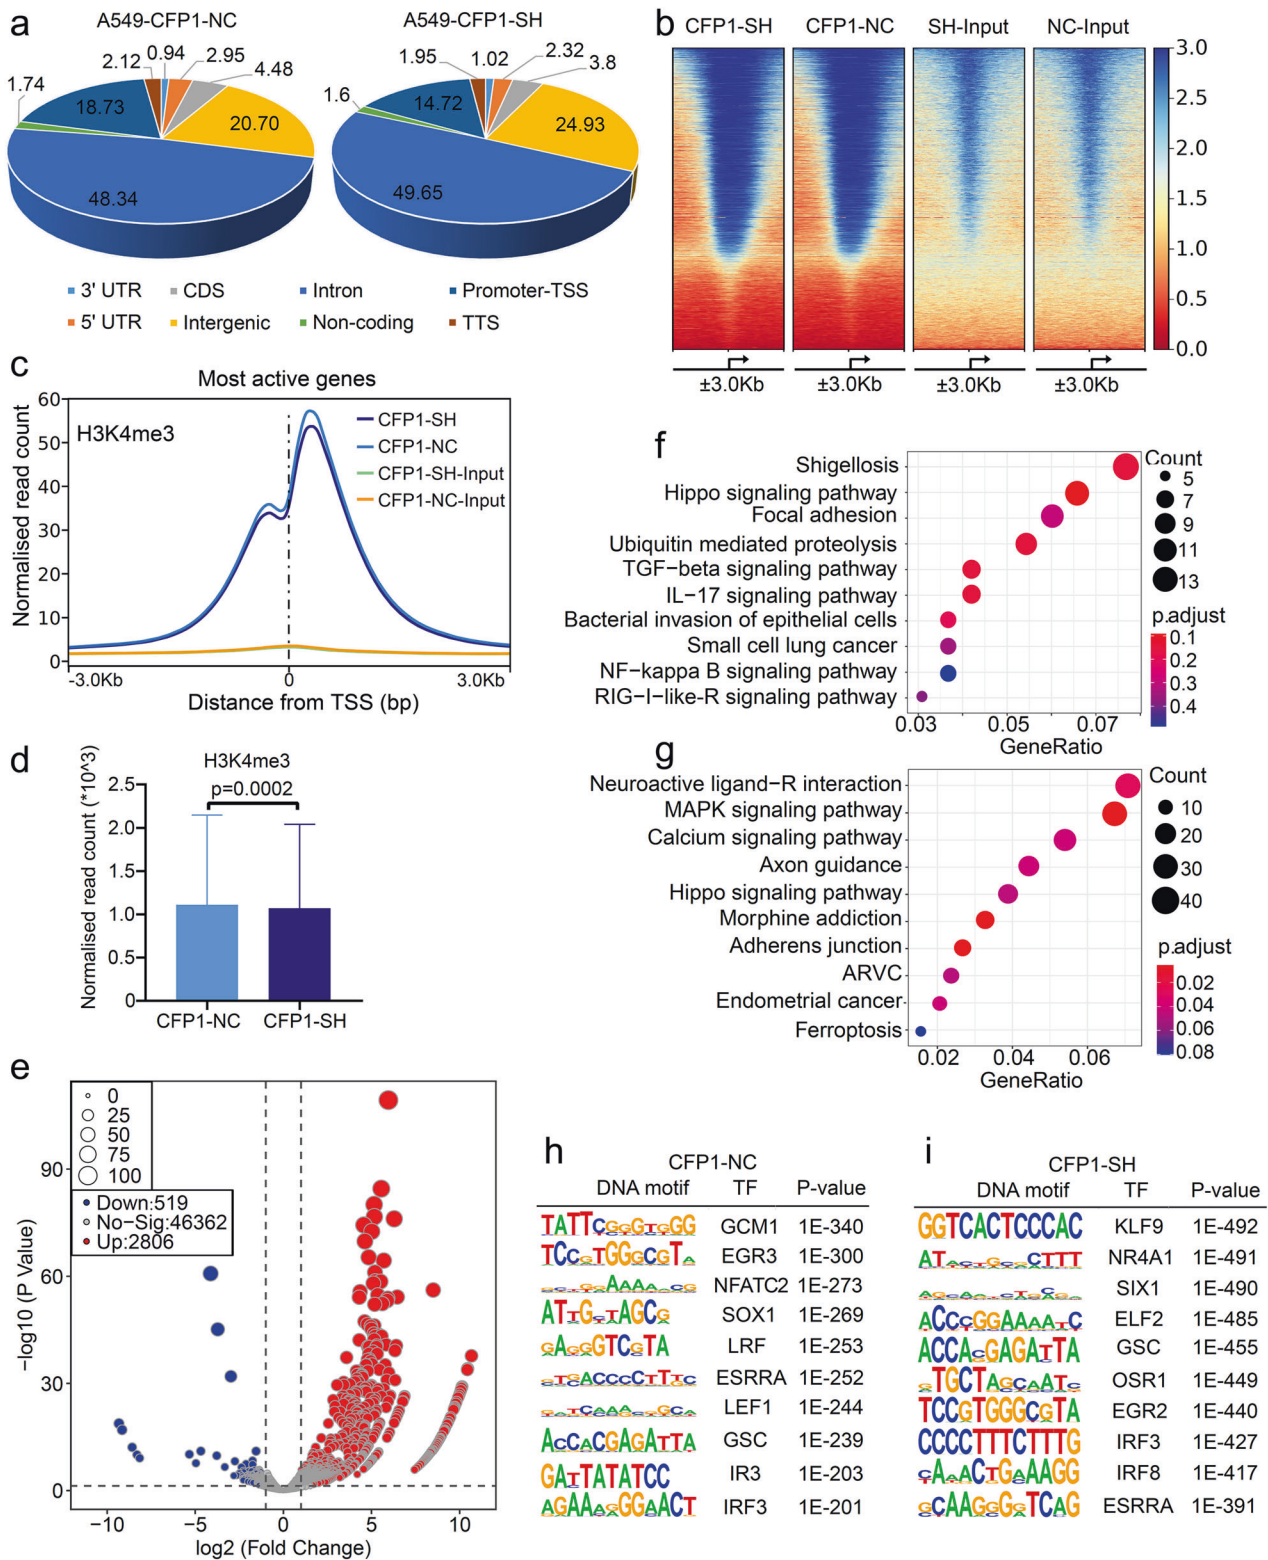 a
A549-CFP1-NC
A549-CFP1-SH
2.12
0.94
2.95
4.48
1.74
18.73
20.70
48.34
1.95
1.02
2.32
3.8
1.6
14.72
24.93
49.65
3' UTR
CDS
Intron
Promoter-TSS
5' UTR
Intergenic
Non-coding
TTS
b
CFP1-SH
CFP1-NC
SH-Input
NC-Input
3.0
2.5
2.0
1.5
1.0
0.5
0.0
±3.0Kb
±3.0Kb
±3.0Kb
±3.0Kb
c
Most active genes
H3K4me3
CFP1-SH
CFP1-NC
CFP1-SH-Input
CFP1-NC-Input
Normalised read count
60
50
40
30
20
10
0
-3.0Kb
0
3.0Kb
Distance from TSS (bp)
d
H3K4me3
p=0.0002
Normalised read count (*10^3)
2.5
2.0
1.5
1.0
0.5
0
CFP1-NC
CFP1-SH
e
0
25
50
75
100
Down:519
No−Sig:46362
Up:2806
−log10 (P Value)
90
60
30
0
−10
−5
0
5
10
log2 (Fold Change)
f
Shigellosis
Hippo signaling pathway
Focal adhesion
Ubiquitin mediated proteolysis
TGF−beta signaling pathway
IL−17 signaling pathway
Bacterial invasion of epithelial cells
Small cell lung cancer
NF−kappa B signaling pathway
RIG−I−like-R signaling pathway
0.03
0.05
0.07
GeneRatio
Count
5
7
9
11
13
p.adjust
0.1
0.2
0.3
0.4
g
Neuroactive ligand−R interaction
MAPK signaling pathway
Calcium signaling pathway
Axon guidance
Hippo signaling pathway
Morphine addiction
Adherens junction
ARVC
Endometrial cancer
Ferroptosis
0.02
0.04
0.06
GeneRatio
Count
10
20
30
40
p.adjust
0.02
0.04
0.06
0.08
h
CFP1-NC
DNA motif TF P-value
TATTCGGGTGGG GCM1 1E-340
TCCGTGGGCGTA EGR3 1E-300
NFATC2 1E-273
ATTGTTAGCG SOX1 1E-269
GAGGGTCGTA LRF 1E-253
GTGACCCCTTTC ESRRA 1E-252
LEF1 1E-244
ACCACGAGATTA GSC 1E-239
GATTATATCC IR3 1E-203
AGAAAGGGAACT IRF3 1E-201
i
CFP1-SH
DNA motif TF P-value
GGTCACTCCCAC KLF9 1E-492
NR4A1 1E-491
SIX1 1E-490
ACCCGGAAAATC ELF2 1E-485
ACCACGAGATTA GSC 1E-455
GTGCTAGCAATC OSR1 1E-449
TCCGTGGGCGTA EGR2 1E-440
CCCCTTTCTTTG IRF3 1E-427
CAAACTGAAAGG IRF8 1E-417
GCAAGGGGTCAG ESRRA 1E-391